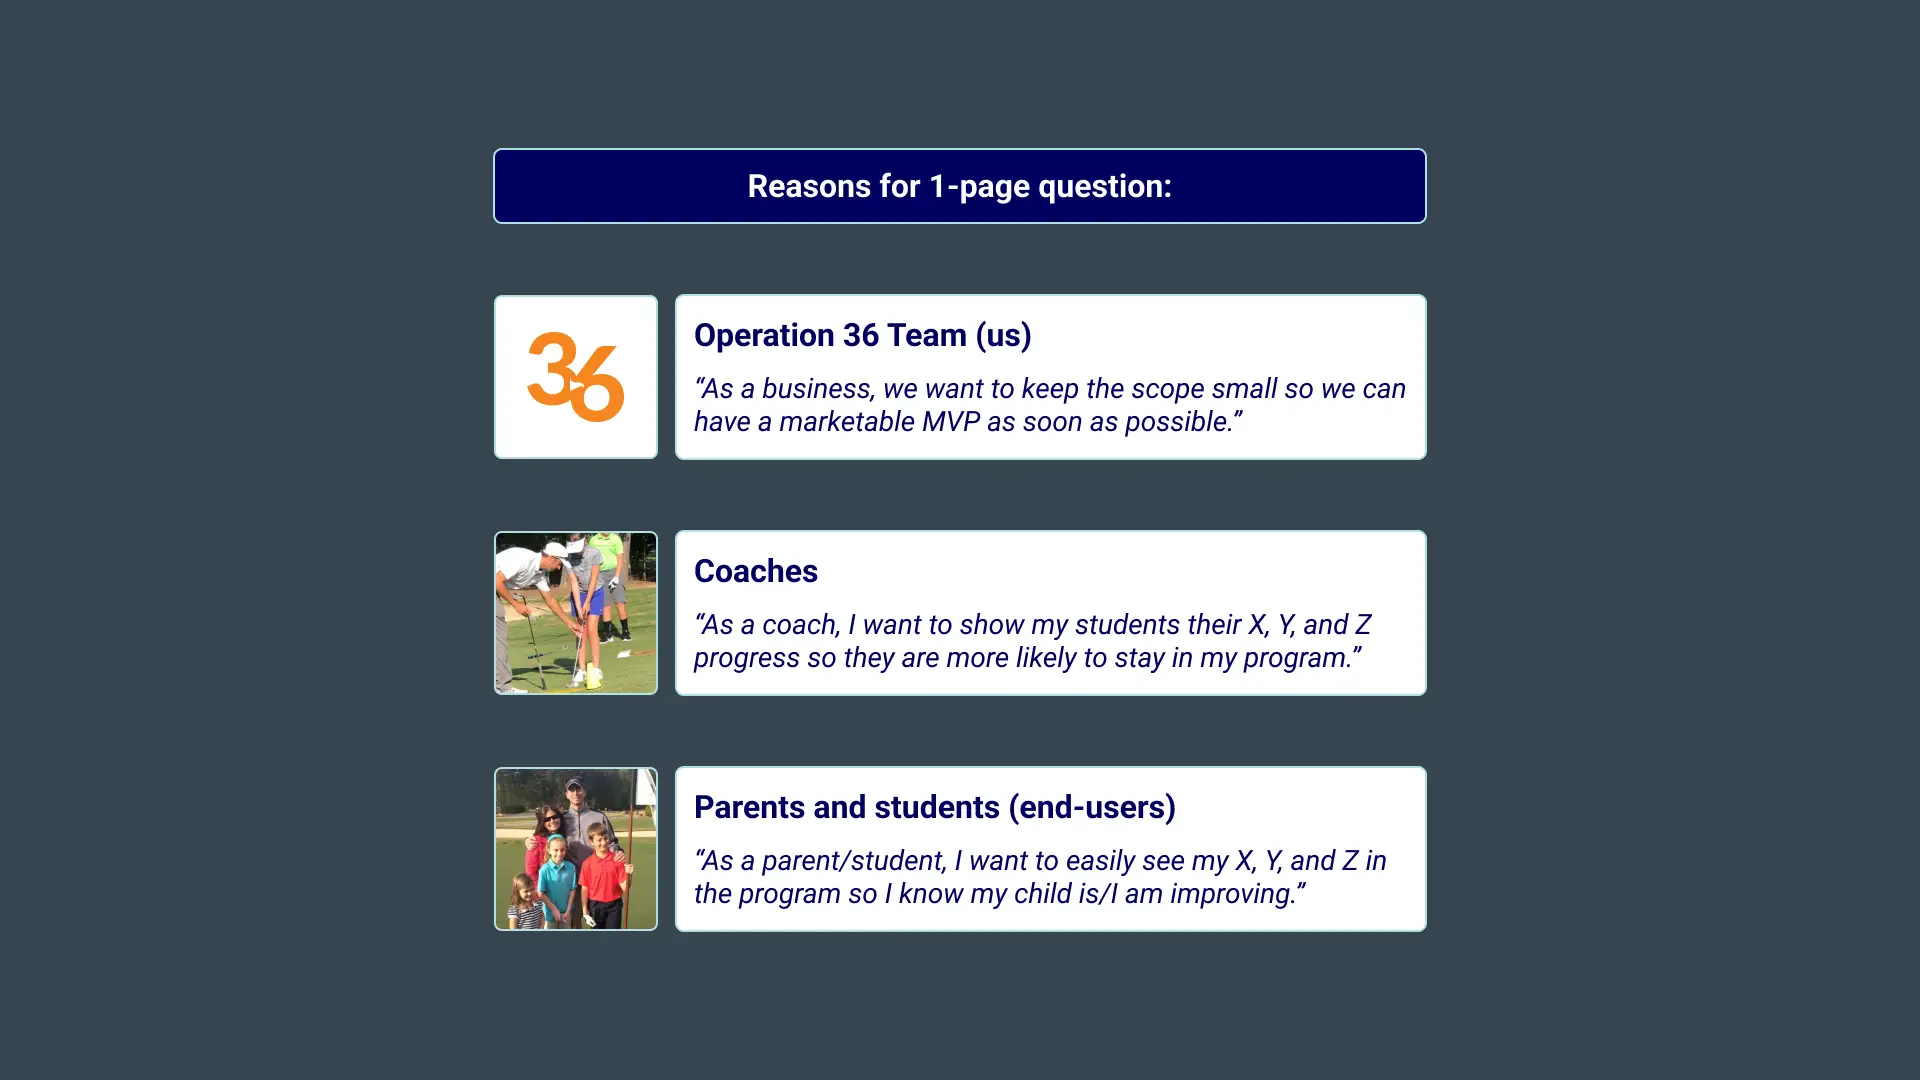 Reasons for 1-page question:
36
Operation 36 Team (us)
“As a business, we want to keep the scope small so we can
have a marketable MVP as soon as possible.”
Coaches
“As a coach, I want to show my students their X, Y, and Z
progress so they are more likely to stay in my program.”
Parents and students (end-users)
“As a parent/student, I want to easily see my X, Y, and Z in
the program so I know my child is/I am improving.”